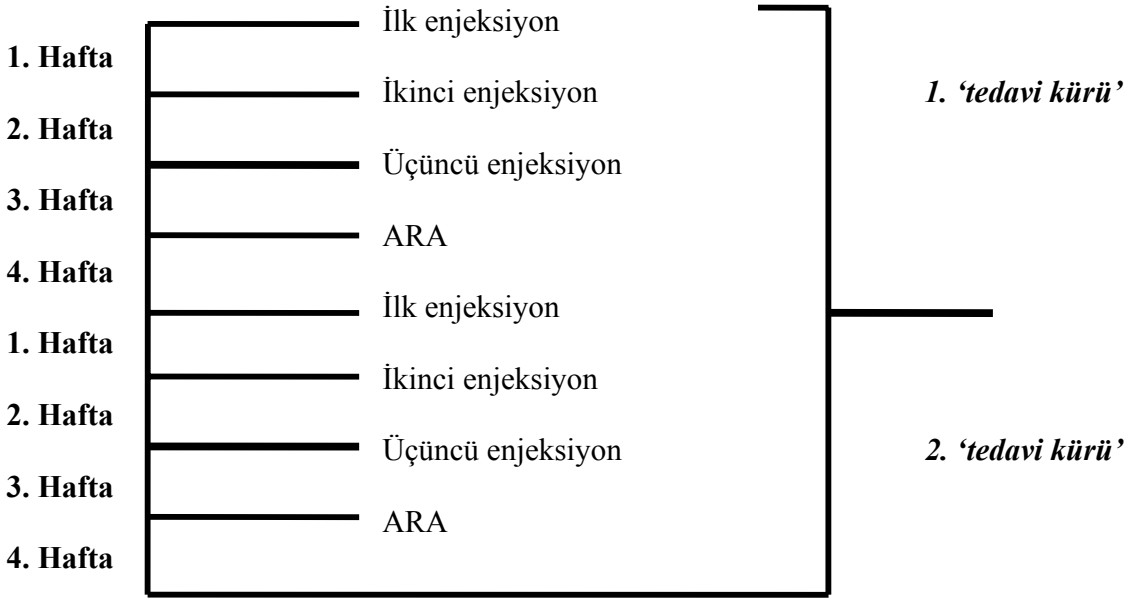 İlk enjeksiyon
1. Hafta
İkinci enjeksiyon
1. ‘tedavi kürü’
2. Hafta
Üçüncü enjeksiyon
3. Hafta
ARA
4. Hafta
İlk enjeksiyon
1. Hafta
İkinci enjeksiyon
2. Hafta
Üçüncü enjeksiyon
2. ‘tedavi kürü’
3. Hafta
ARA
4. Hafta